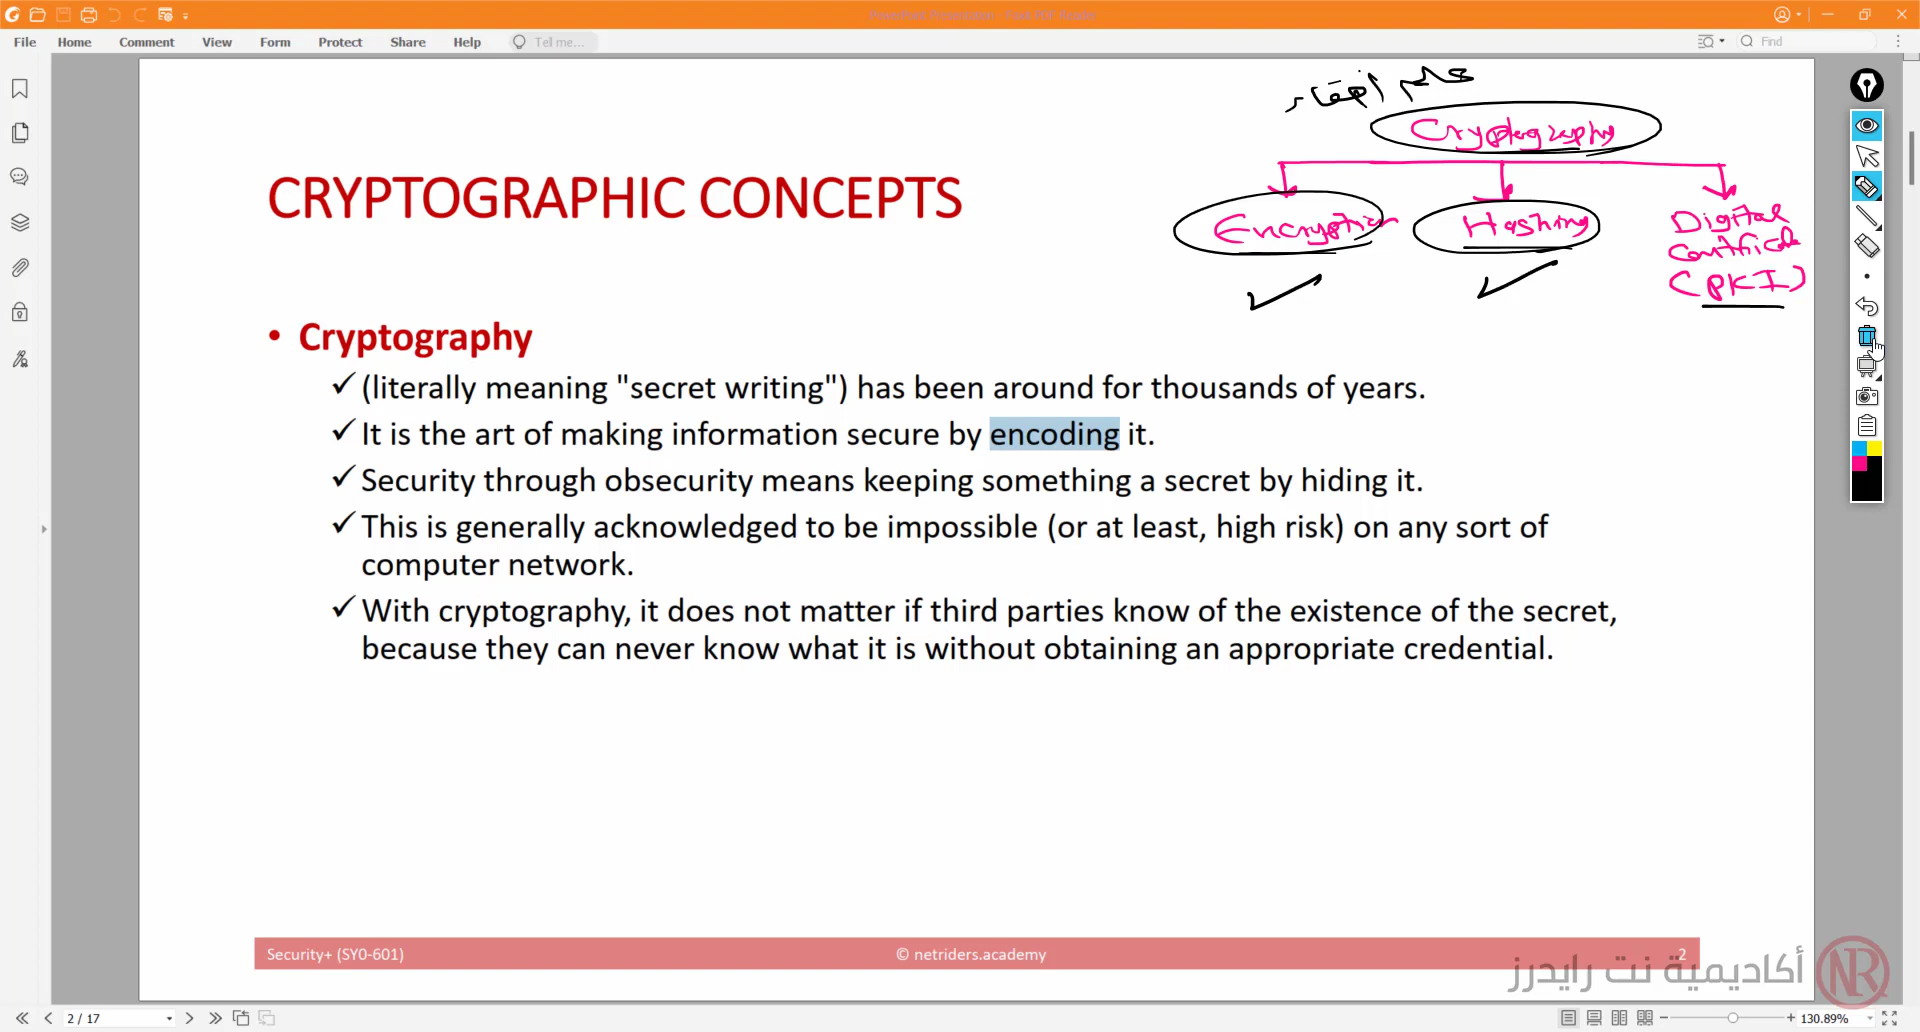 File Home Comment View Form Protect Share Help Tell me... Find
علم إخفاء
Cryptography
Encryption Hashing Digital
Certificate
(PKI)
CRYPTOGRAPHIC CONCEPTS
• Cryptography
✓ (literally meaning "secret writing") has been around for thousands of years.
✓ It is the art of making information secure by encoding it.
✓ Security through obsecurity means keeping something a secret by hiding it.
✓ This is generally acknowledged to be impossible (or at least, high risk) on any sort of
computer network.
✓ With cryptography, it does not matter if third parties know of the existence of the secret,
because they can never know what it is without obtaining an appropriate credential.
Security+ (SY0-601) © netriders.academy 2
أكاديمية نت رايدرز NR
2 / 17 130.89%